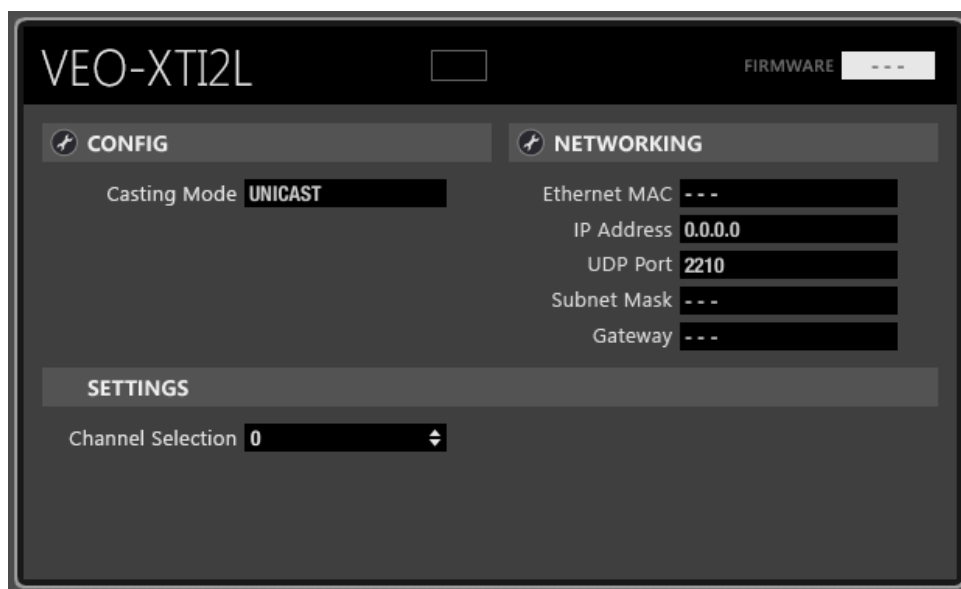 VEO-XTI2L
FIRMWARE - - -
CONFIG
Casting Mode UNICAST
NETWORKING
Ethernet MAC - - -
IP Address 0.0.0.0
UDP Port 2210
Subnet Mask - - -
Gateway - - -
SETTINGS
Channel Selection 0